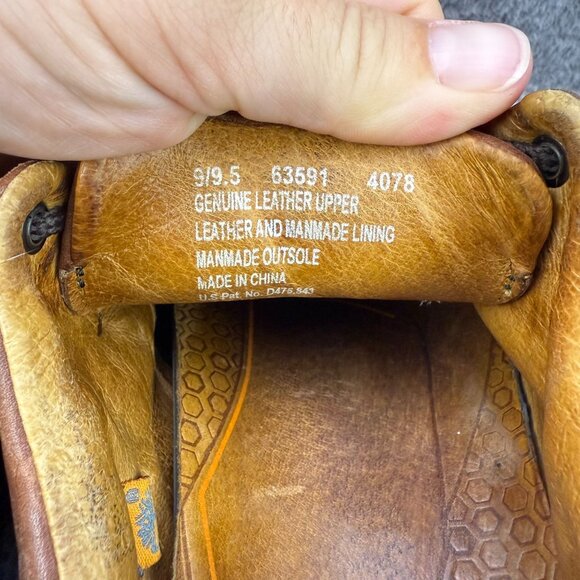 9/9.5 63591 4078
GENUINE LEATHER UPPER
LEATHER AND MANMADE LINING
MANMADE OUTSOLE
MADE IN CHINA
U.S Pat. No. D476,843